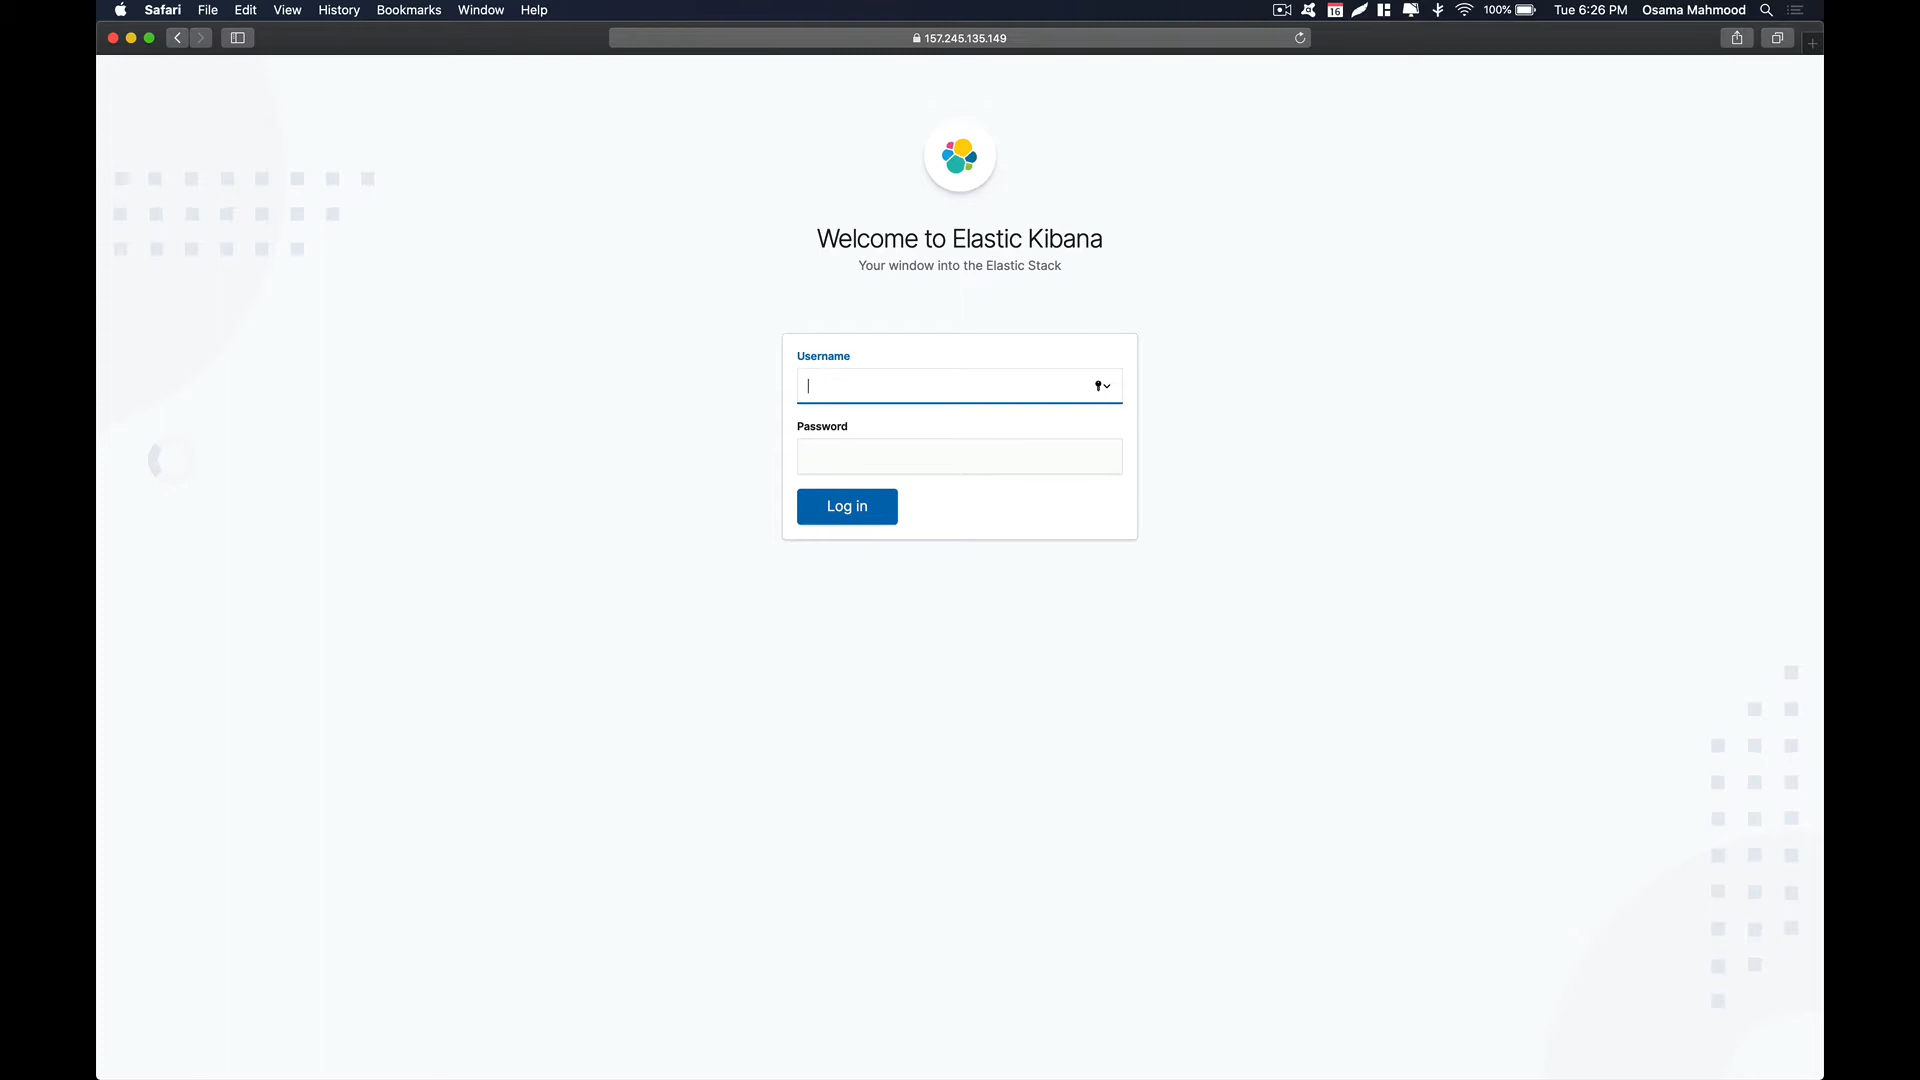 Safari File Edit View History Bookmarks Window Help 16 100% Tue 6:26 PM Osama Mahmood
157.245.135.149
Welcome to Elastic Kibana
Your window into the Elastic Stack
Username
Password
Log in